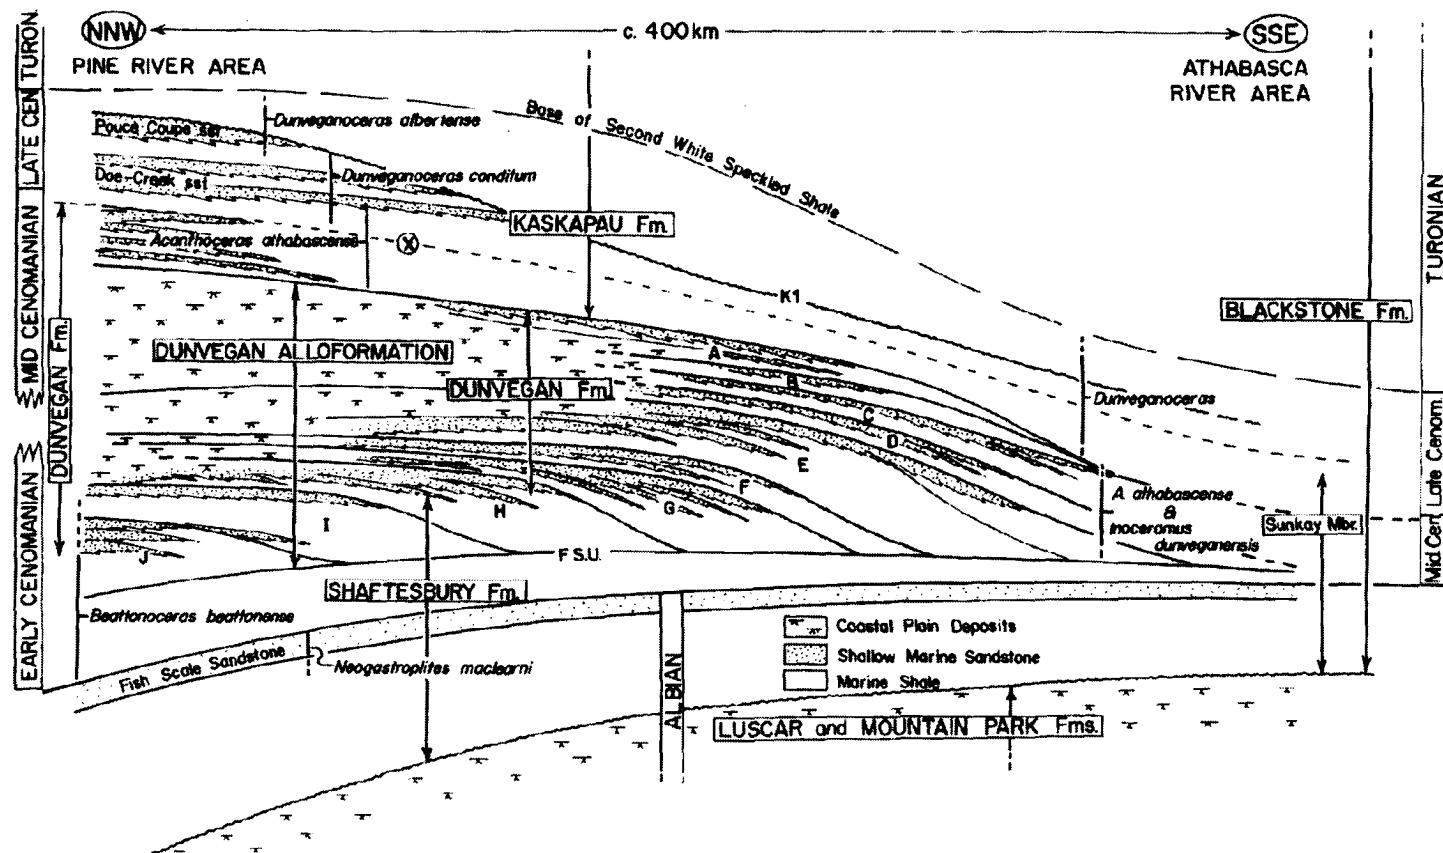 NNW
c. 400km
SSE
PINE RIVER AREA
ATHABASCA
RIVER AREA
TURON.
LATE CEN
MID CENOMANIAN
EARLY CENOMANIAN
Pouce Coupe sst
Dunveganoceras albertense
Base of Second White Speckled Shale
Doe-Creek sst
Dunveganoceras conditum
KASKAPAU Fm.
Acanthoceras athabascense
X
K1
TURONIAN
BLACKSTONE Fm.
DUNVEGAN Fm.
DUNVEGAN ALLOFORMATION
DUNVEGAN Fm.
A
B
C
D
E
F
G
H
I
J
Dunveganoceras
Late Cenom.
Mid Cen
A athabascense
&
Inoceramus
dunveganensis
Sunkay Mbr.
F S.U.
SHAFTESBURY Fm.
Beattonoceras beattonense
Fish Scale Sandstone
Neogastroplites maclearni
ALBIAN
Coastal Plain Deposits
Shallow Marine Sandstone
Marine Shale
LUSCAR and MOUNTAIN PARK Fms.